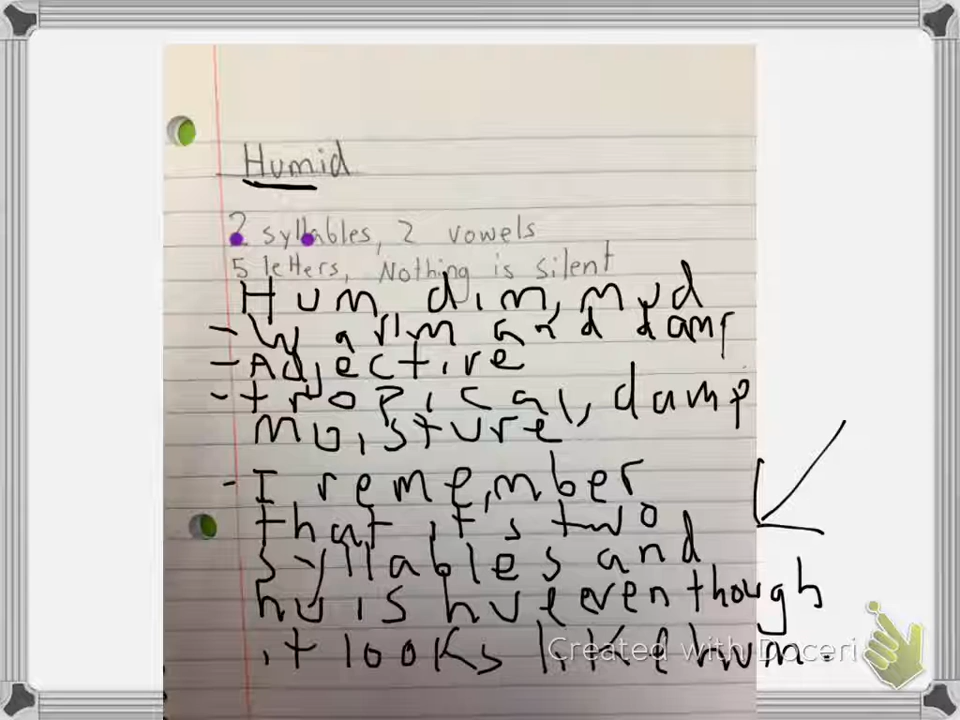 Humid
2 syllables, 2 vowels
5 letters, Nothing is silent
Hum, dim, mud
- Warm and damp
- Adjective
- tropical, damp
moisture
- I remember
that it's two
syllables and
hu is hue even though
it looks like hum.
Created with Doceri